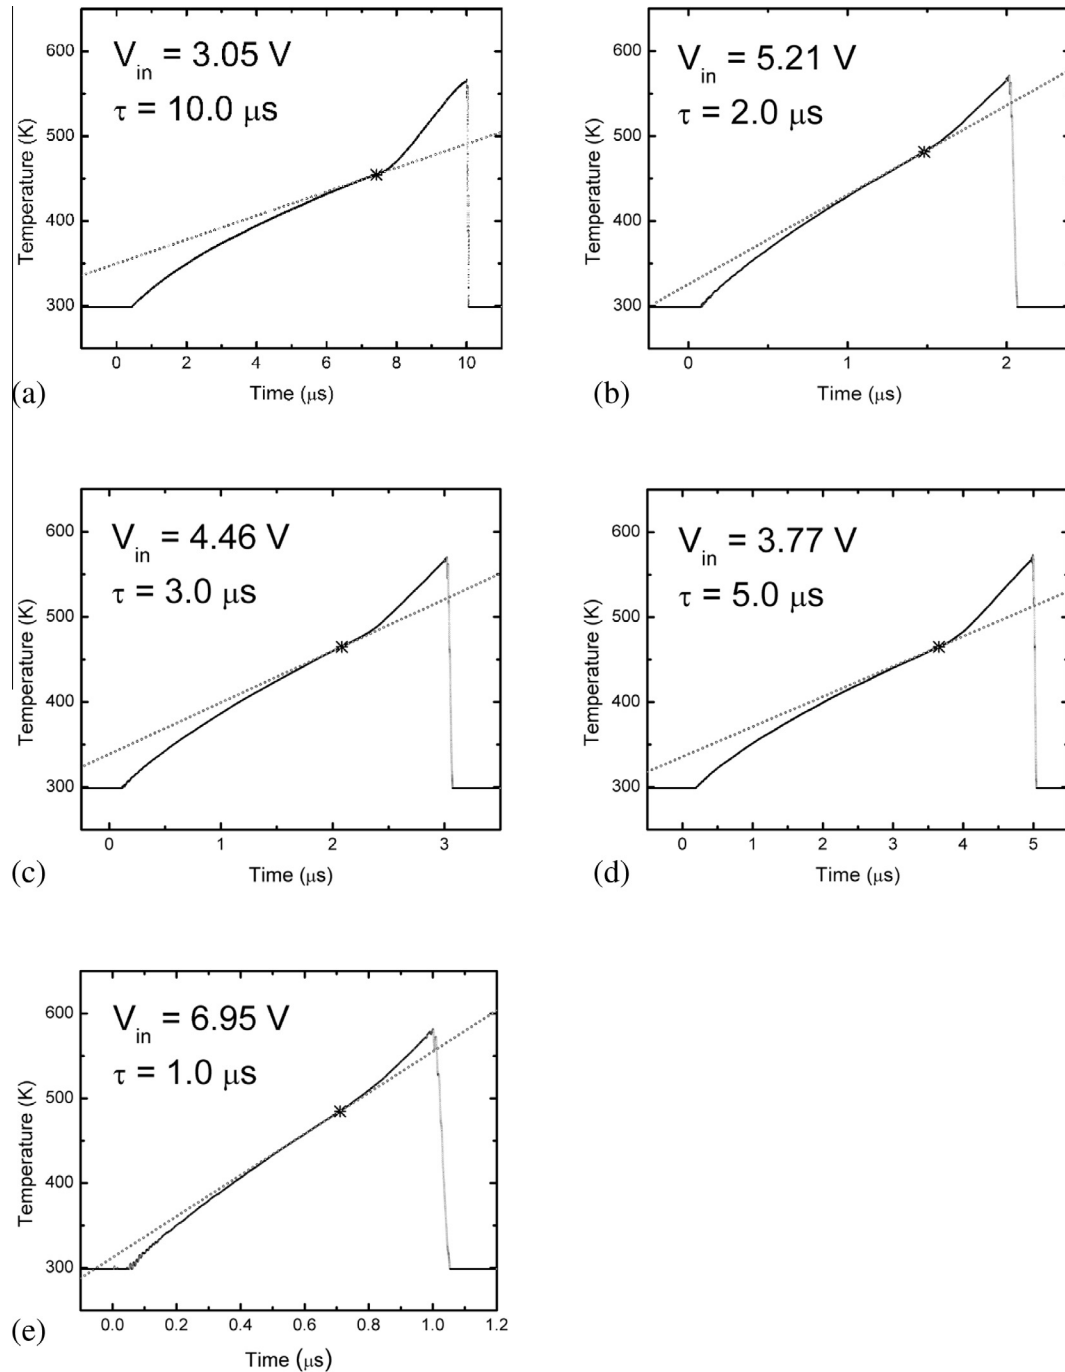 V_in = 3.05 V
τ = 10.0 μs
600
500
400
300
Temperature (K)
0 2 4 6 8 10
Time (μs)
(a)
V_in = 5.21 V
τ = 2.0 μs
600
500
400
300
Temperature (K)
0 1 2
Time (μs)
(b)
V_in = 4.46 V
τ = 3.0 μs
600
500
400
300
Temperature (K)
0 1 2 3
Time (μs)
(c)
V_in = 3.77 V
τ = 5.0 μs
600
500
400
300
Temperature (K)
0 1 2 3 4 5
Time (μs)
(d)
V_in = 6.95 V
τ = 1.0 μs
600
500
400
300
Temperature (K)
0.0 0.2 0.4 0.6 0.8 1.0 1.2
Time (μs)
(e)